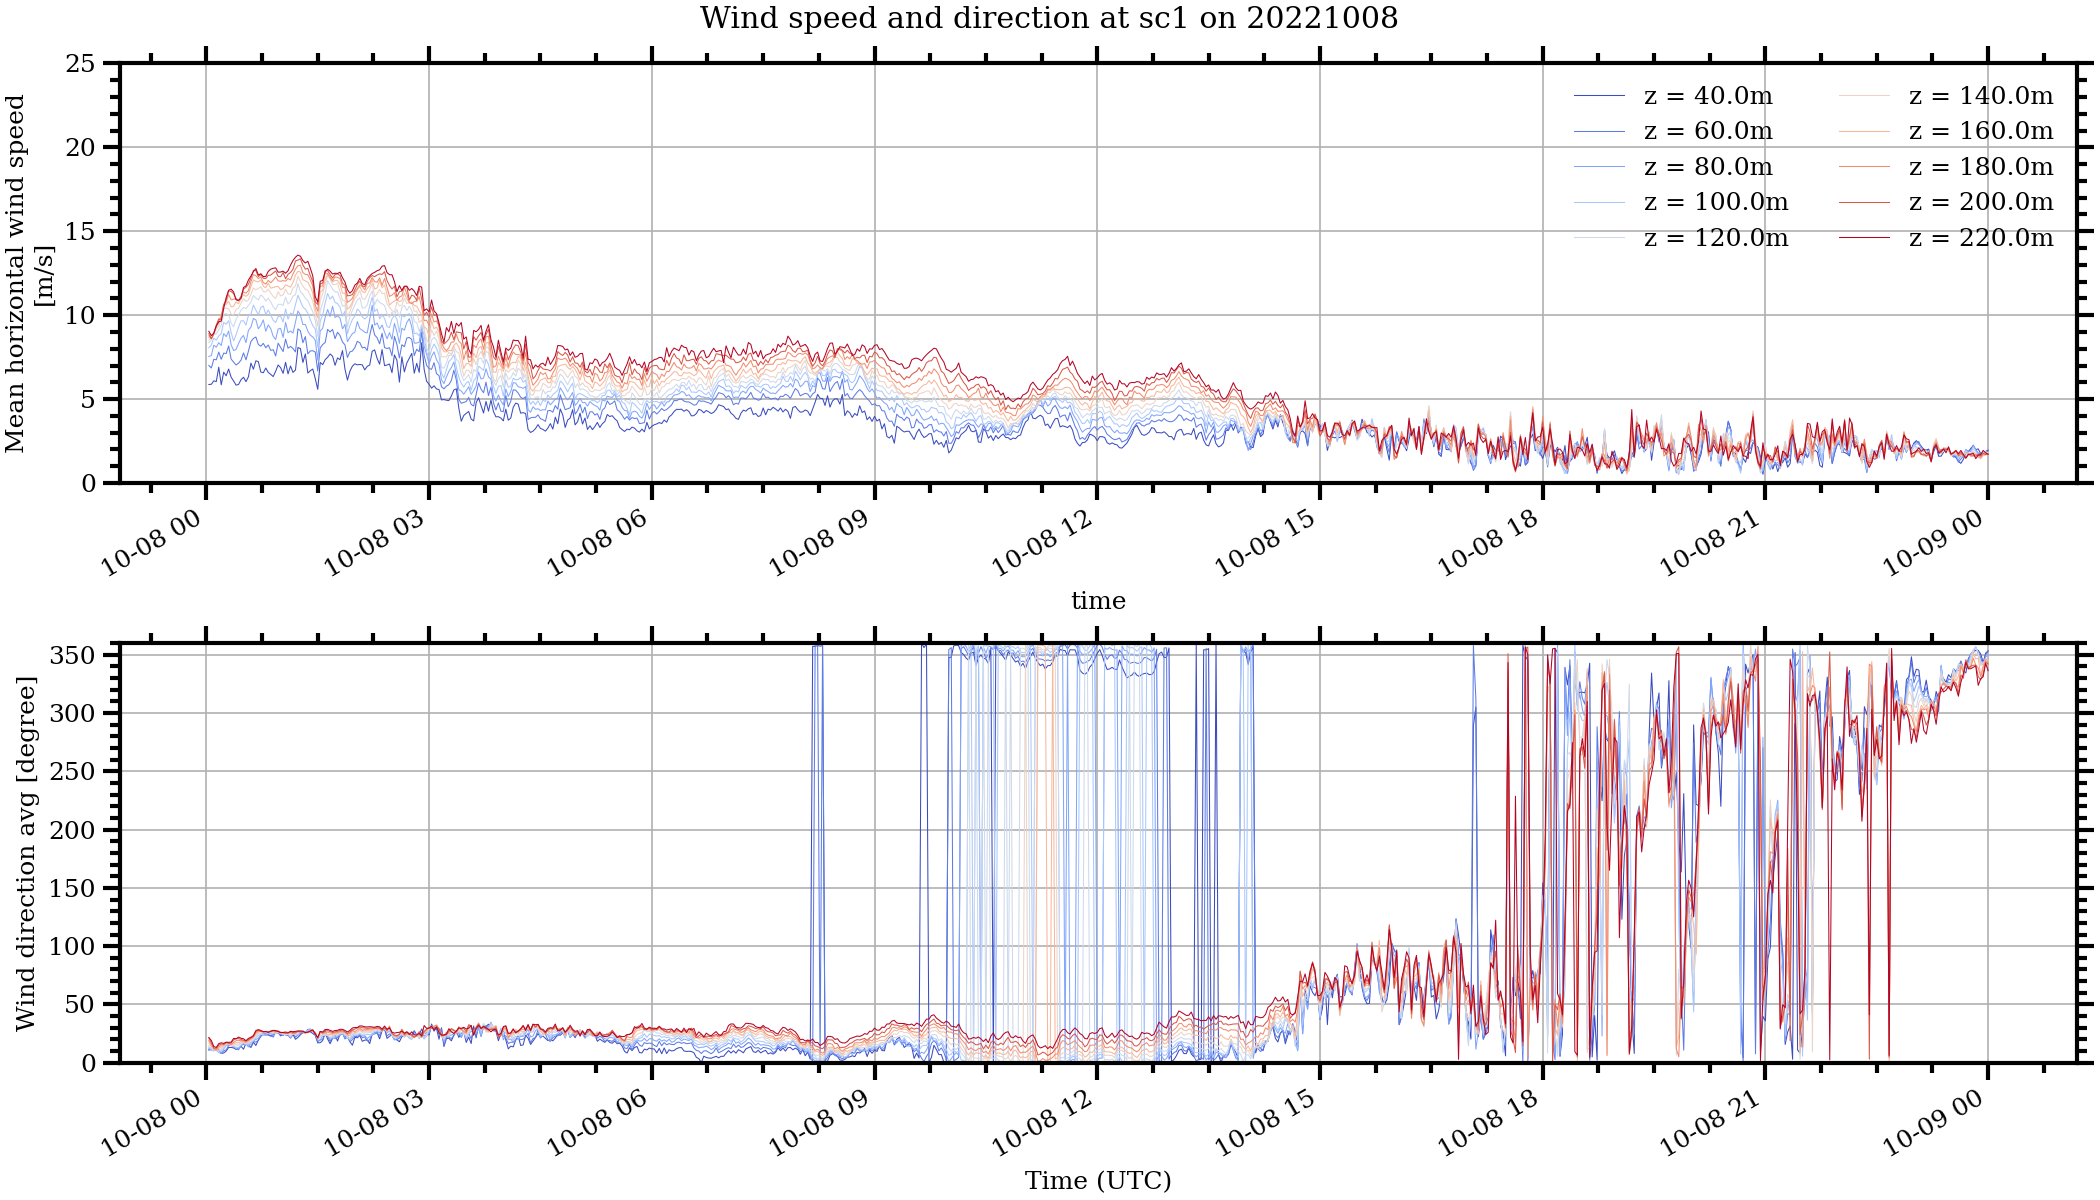 Wind speed and direction at sc1 on 20221008
Mean horizontal wind speed
[m/s]
25
20
15
10
5
0
z = 40.0m
z = 60.0m
z = 80.0m
z = 100.0m
z = 120.0m
z = 140.0m
z = 160.0m
z = 180.0m
z = 200.0m
z = 220.0m
10-08 00
10-08 03
10-08 06
10-08 09
10-08 12
10-08 15
10-08 18
10-08 21
10-09 00
time
Wind direction avg [degree]
350
300
250
200
150
100
50
0
10-08 00
10-08 03
10-08 06
10-08 09
10-08 12
10-08 15
10-08 18
10-08 21
10-09 00
Time (UTC)